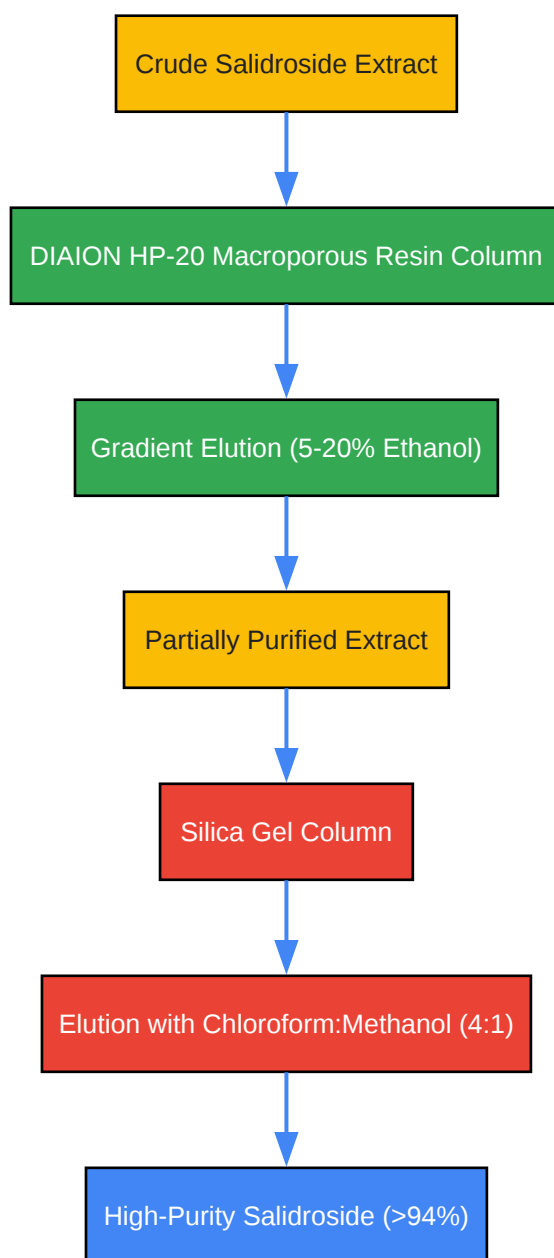 Crude Salidroside Extract
DIAION HP-20 Macroporous Resin Column
Gradient Elution (5-20% Ethanol)
Partially Purified Extract
Silica Gel Column
Elution with Chloroform:Methanol (4:1)
High-Purity Salidroside (>94%)